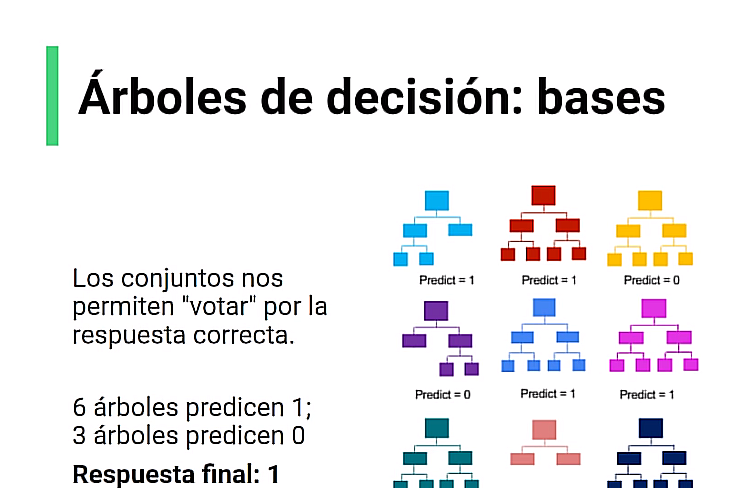 Árboles de decisión: bases
Los conjuntos nos
permiten "votar" por la
respuesta correcta.
6 árboles predicen 1;
3 árboles predicen 0
Respuesta final: 1
Predict = 1
Predict = 1
Predict = 0
Predict = 0
Predict = 1
Predict = 1